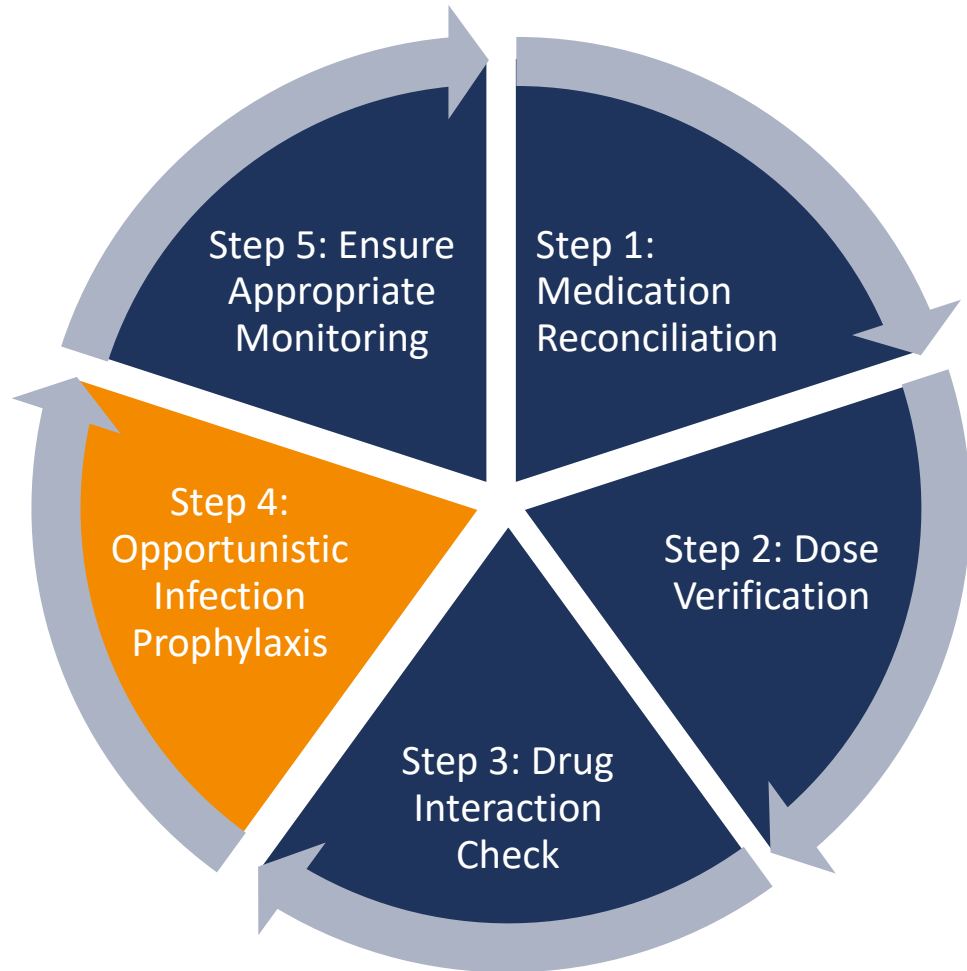 Step 1:
Medication
Reconciliation
Step 2: Dose
Verification
Step 3: Drug
Interaction
Check
Step 4:
Opportunistic
Infection
Prophylaxis
Step 5: Ensure
Appropriate
Monitoring